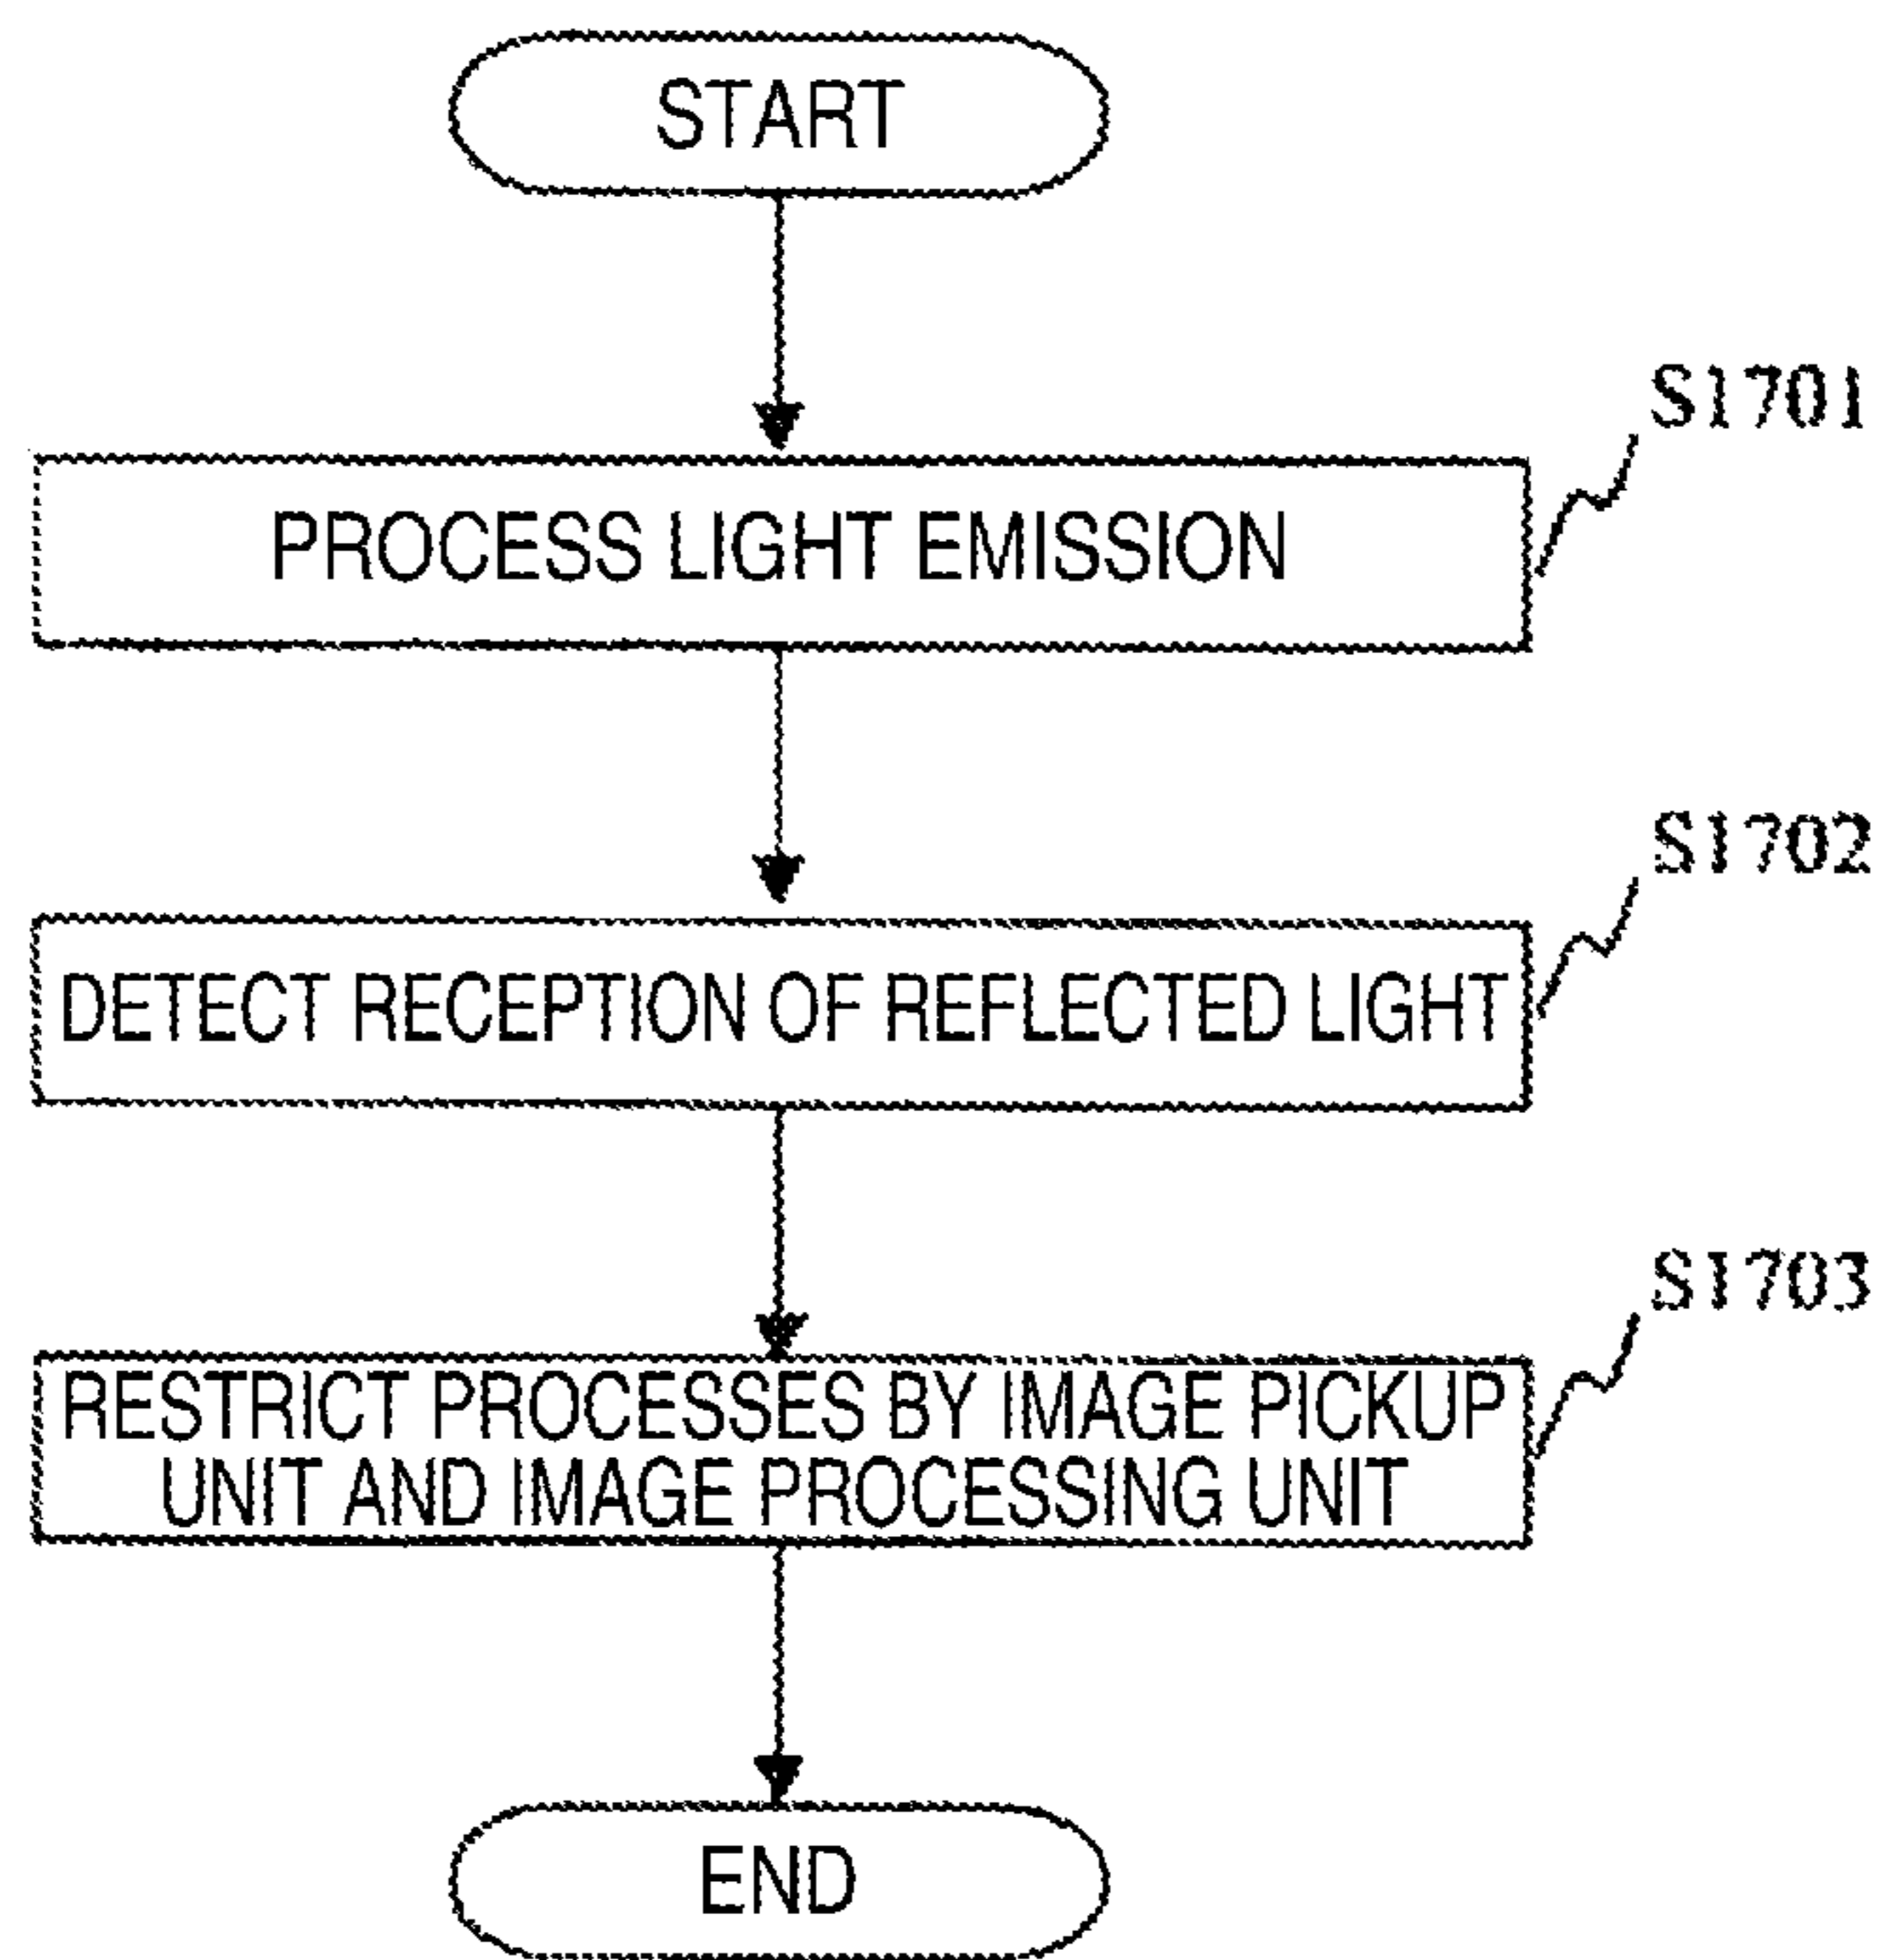 START
S1701
PROCESS LIGHT EMISSION
S1702
DETECT RECEPTION OF REFLECTED LIGHT
S1703
RESTRICT PROCESSES BY IMAGE PICKUP
UNIT AND IMAGE PROCESSING UNIT
END